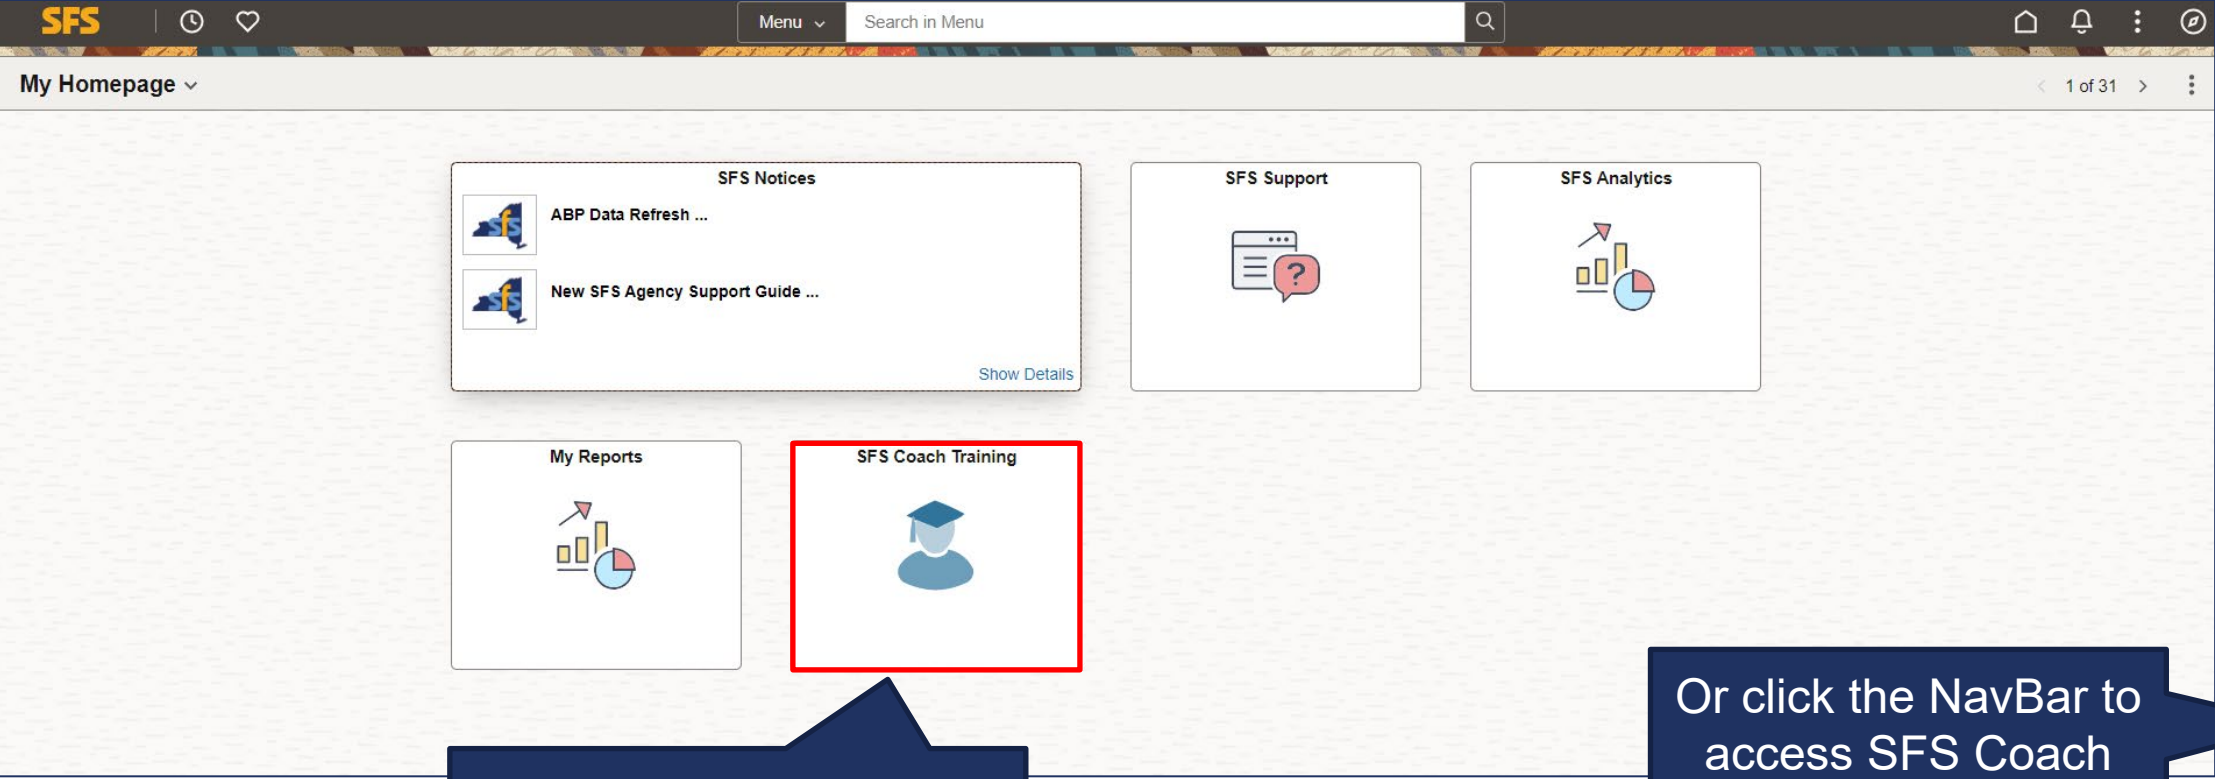 SFS
Menu
Search in Menu
My Homepage
1 of 31
SFS Notices
sfs
ABP Data Refresh ...
sfs
New SFS Agency Support Guide ...
Show Details
SFS Support
?
SFS Analytics
My Reports
SFS Coach Training
Or click the NavBar to
access SFS Coach